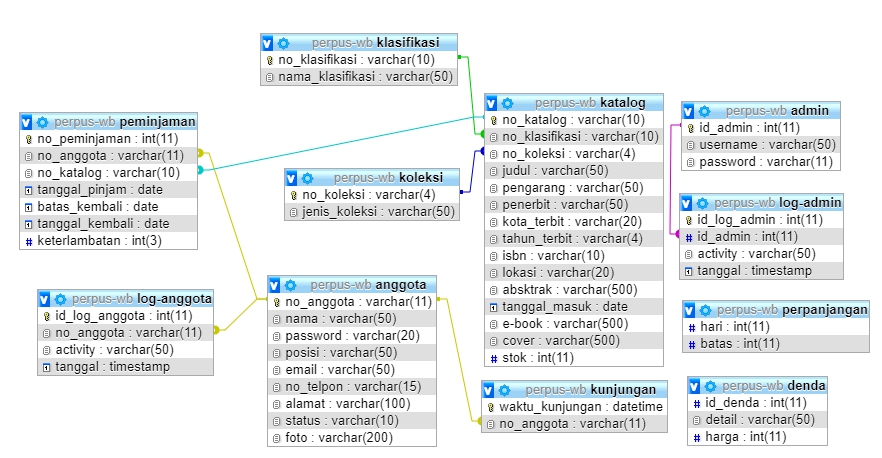 perpus-wb klasifikasi
no_klasifikasi : varchar(10)
nama_klasifikasi : varchar(50)
perpus-wb peminjaman
no_peminjaman : int(11)
no_anggota : varchar(11)
no_katalog : varchar(10)
tanggal_pinjam : date
batas_kembali : date
tanggal_kembali : date
keterlambatan : int(3)
perpus-wb koleksi
no_koleksi : varchar(4)
jenis_koleksi : varchar(50)
perpus-wb katalog
no_katalog : varchar(10)
no_klasifikasi : varchar(10)
no_koleksi : varchar(4)
judul : varchar(50)
pengarang : varchar(50)
penerbit : varchar(50)
kota_terbit : varchar(20)
tahun_terbit : varchar(4)
isbn : varchar(10)
lokasi : varchar(20)
absktrak : varchar(500)
tanggal_masuk : date
e-book : varchar(500)
cover : varchar(500)
stok : int(11)
perpus-wb admin
id_admin : int(11)
username : varchar(50)
password : varchar(11)
perpus-wb log-admin
id_log_admin : int(11)
id_admin : int(11)
activity : varchar(50)
tanggal : timestamp
perpus-wb log-anggota
id_log_anggota : int(11)
no_anggota : varchar(11)
activity : varchar(50)
tanggal : timestamp
perpus-wb anggota
no_anggota : varchar(11)
nama : varchar(50)
password : varchar(20)
posisi : varchar(50)
email : varchar(50)
no_telpon : varchar(15)
alamat : varchar(100)
status : varchar(10)
foto : varchar(200)
perpus-wb kunjungan
waktu_kunjungan : datetime
no_anggota : varchar(11)
perpus-wb perpanjangan
hari : int(11)
batas : int(11)
perpus-wb denda
id_denda : int(11)
detail : varchar(50)
harga : int(11)